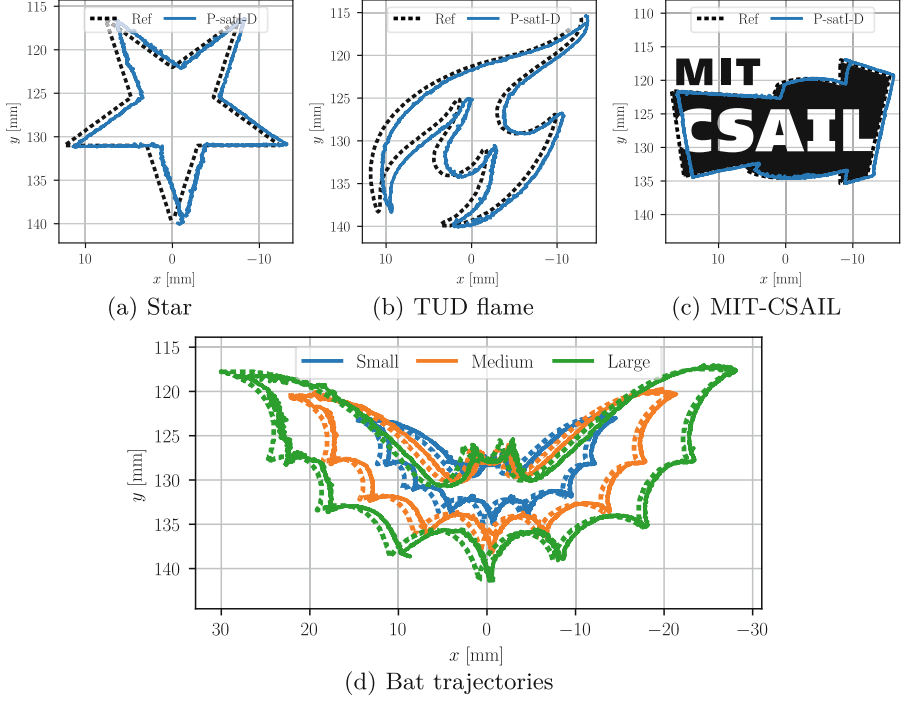 Ref P-satI-D
115
120
125
130
135
140
y [mm]
10 0 −10
x [mm]
(a) Star
Ref P-satI-D
115
120
125
130
135
140
y [mm]
10 0 −10
x [mm]
(b) TUD flame
110
Ref P-satI-D
115
120
125
130
135
140
y [mm]
MIT
CSAIL
10 0 −10
x [mm]
(c) MIT-CSAIL
115
Small Medium Large
120
125
130
135
140
y [mm]
30 20 10 0 −10 −20 −30
x [mm]
(d) Bat trajectories